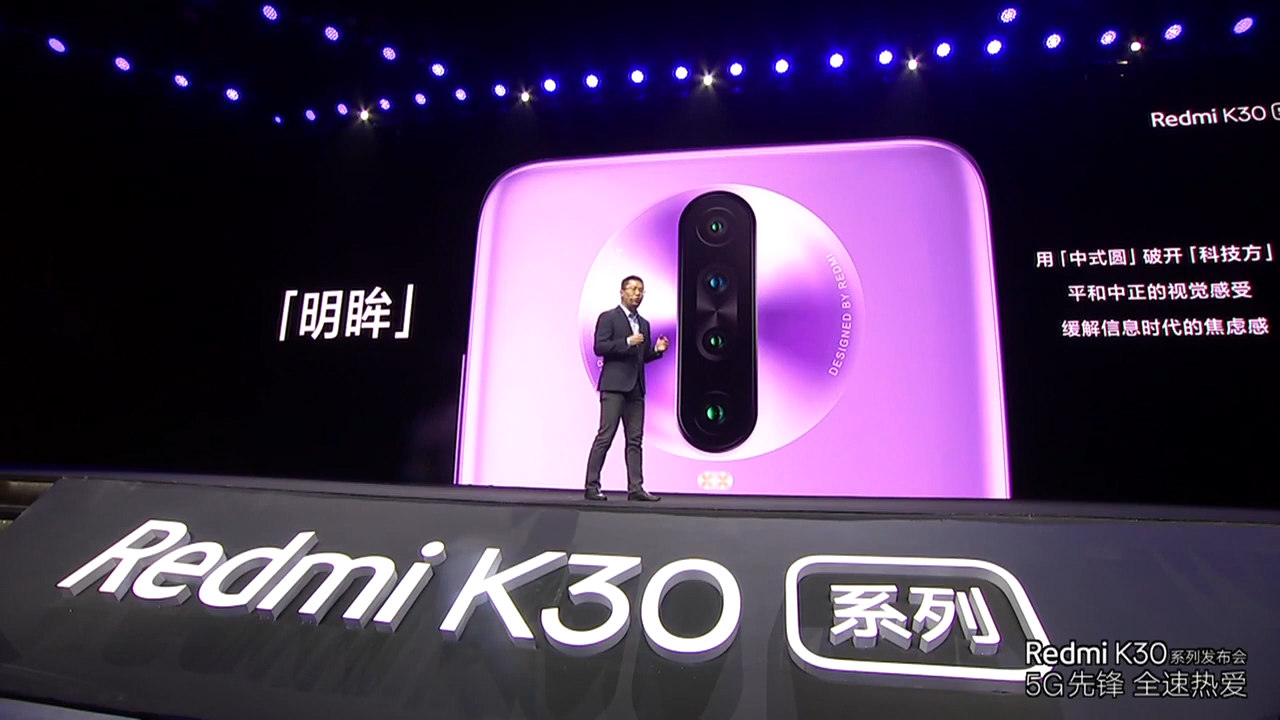 Redmi K30
「明眸」
用「中式圆」破开「科技方」
平和中正的视觉感受
缓解信息时代的焦虑感
DESIGNED BY REDMI
Redmi K30 系列
Redmi K30系列发布会
5G先锋 全速热爱